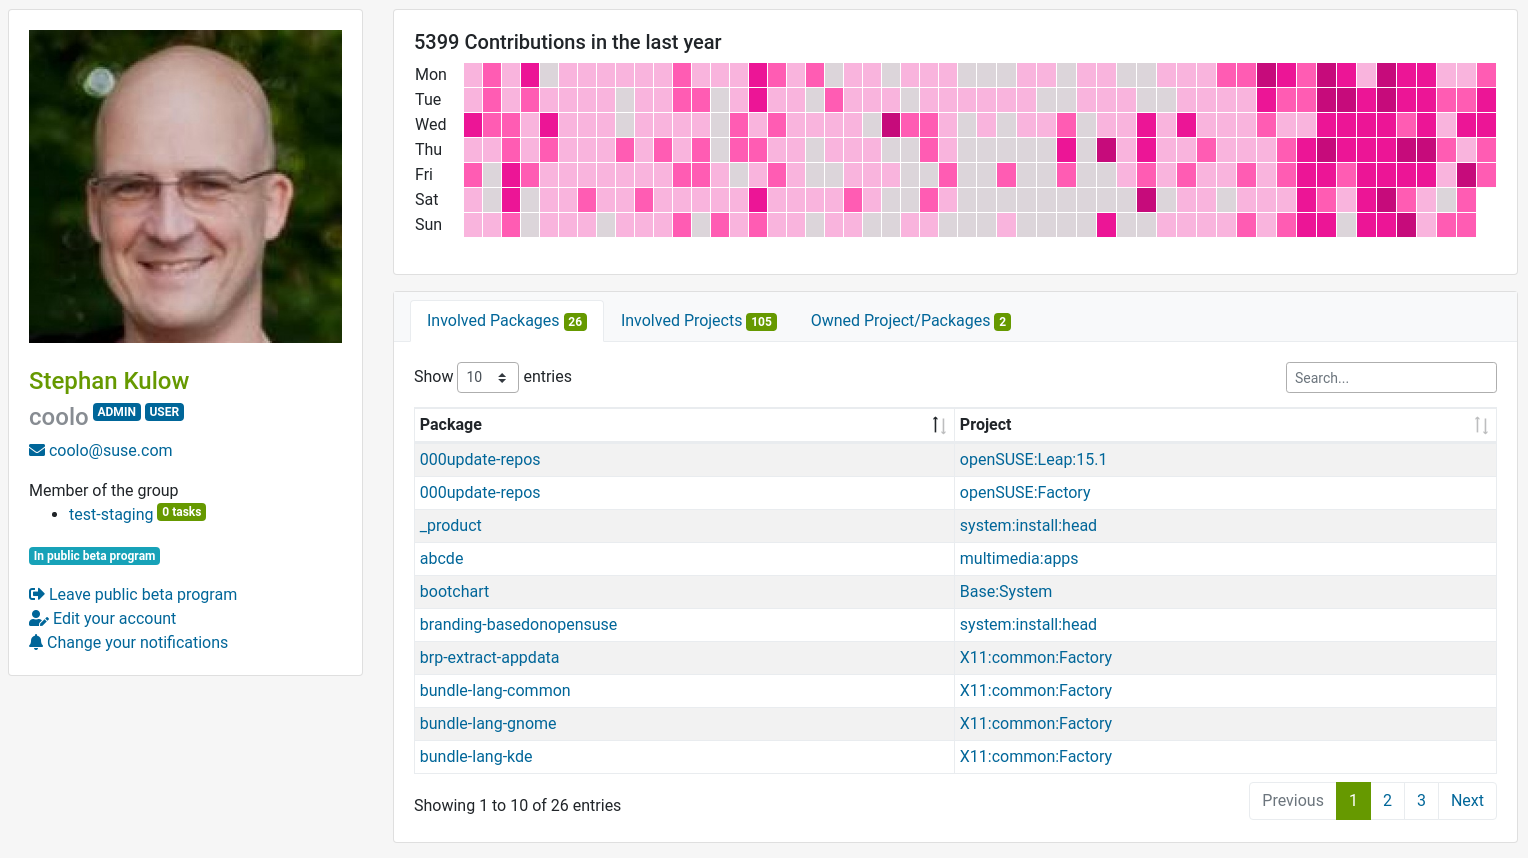 Stephan Kulow
coolo ADMIN USER
coolo@suse.com
Member of the group
test-staging 0 tasks
In public beta program
Leave public beta program
Edit your account
Change your notifications
5399 Contributions in the last year
Mon
Tue
Wed
Thu
Fri
Sat
Sun
Involved Packages 26 Involved Projects 105 Owned Project/Packages 2
Show 10 entries Search...
Package Project
000update-repos openSUSE:Leap:15.1
000update-repos openSUSE:Factory
_product system:install:head
abcde multimedia:apps
bootchart Base:System
branding-basedonopensuse system:install:head
brp-extract-appdata X11:common:Factory
bundle-lang-common X11:common:Factory
bundle-lang-gnome X11:common:Factory
bundle-lang-kde X11:common:Factory
Showing 1 to 10 of 26 entries Previous 1 2 3 Next